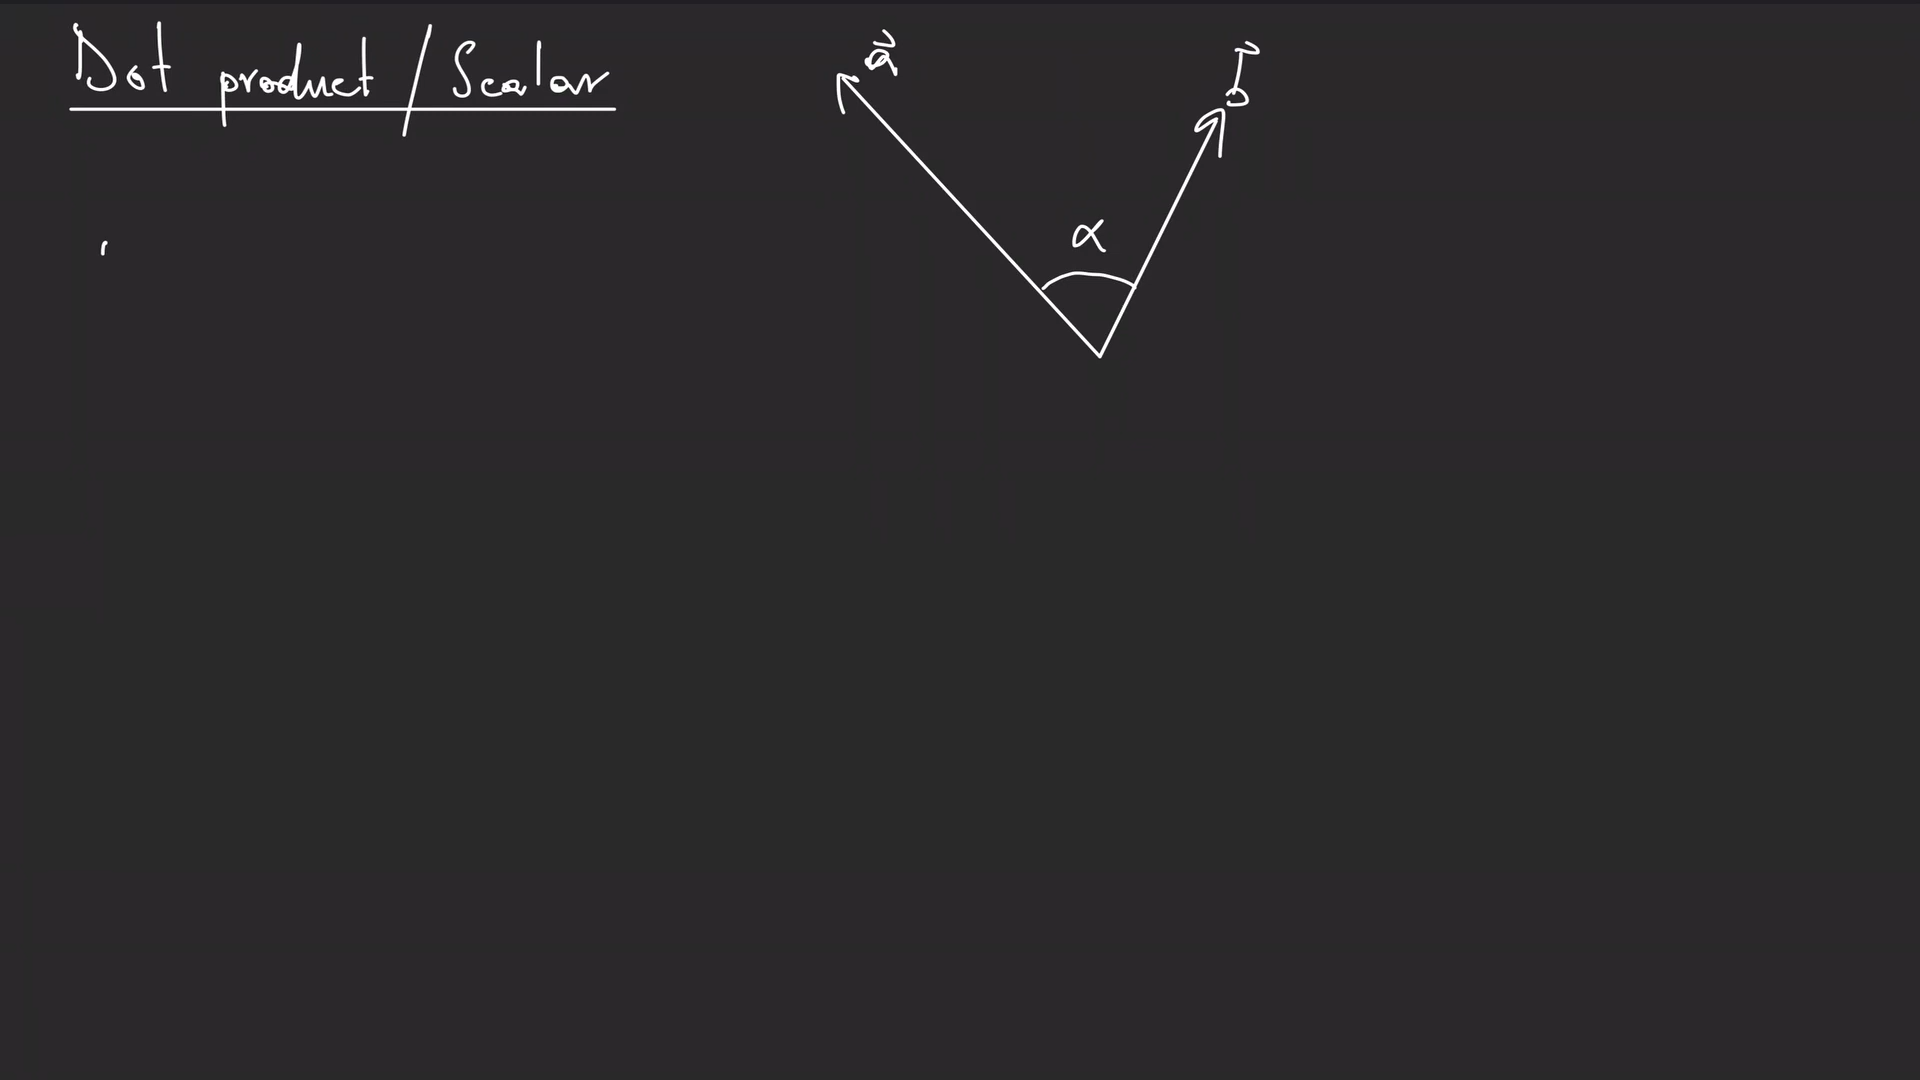 Dot product / Scalar
a⃗
b⃗
α